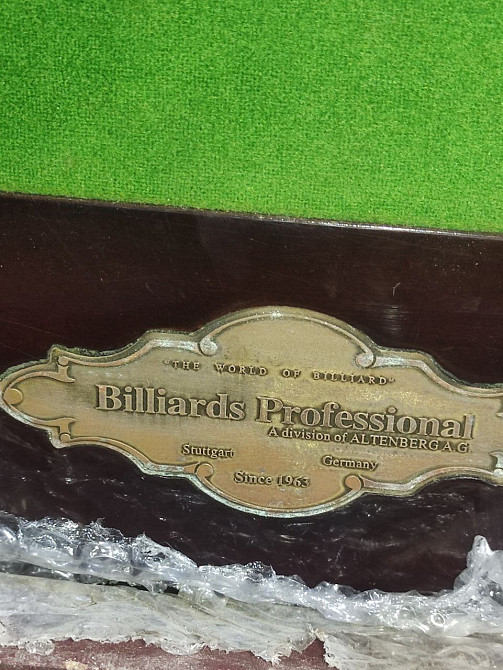 "THE WORLD OF BILLIARD"
Billiards Professional
A division of ALTENBERG A.G.
Stuttgart Germany
Since 1963